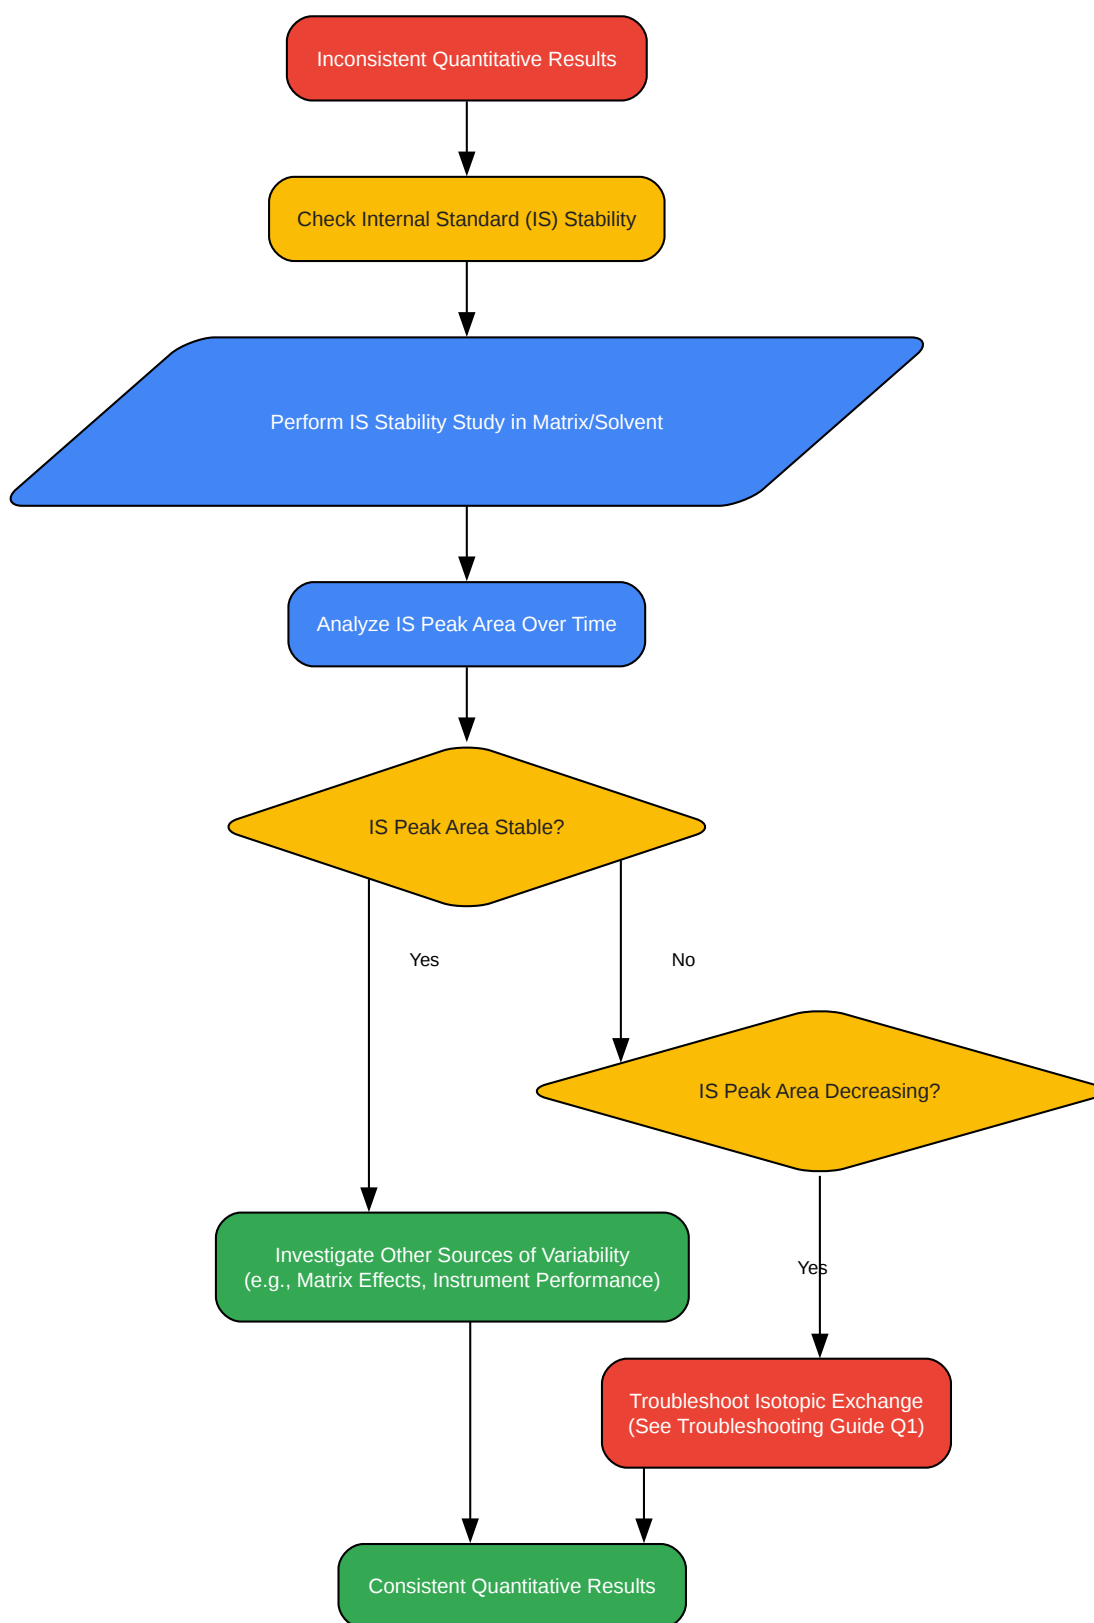 Inconsistent Quantitative Results
Check Internal Standard (IS) Stability
Perform IS Stability Study in Matrix/Solvent
Analyze IS Peak Area Over Time
IS Peak Area Stable?
Yes
No
IS Peak Area Decreasing?
Investigate Other Sources of Variability
(e.g., Matrix Effects, Instrument Performance)
Yes
Troubleshoot Isotopic Exchange
(See Troubleshooting Guide Q1)
Consistent Quantitative Results